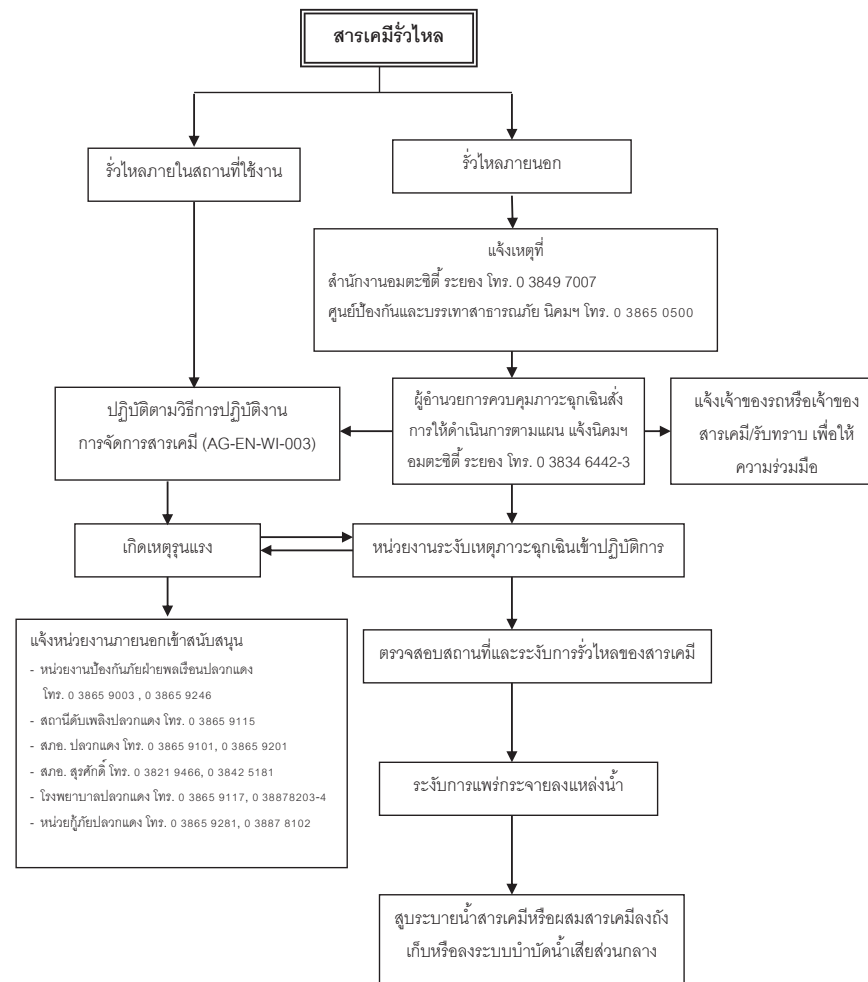 สารเคมีรั่วไหล
รั่วไหลภายในสถานที่ใช้งาน
รั่วไหลภายนอก
แจ้งเหตุที่
สำนักงานอมตะซิตี้ ระยอง โทร. 0 3849 7007
ศูนย์ป้องกันและบรรเทาสาธารณภัย นิคมฯ โทร. 0 3865 0500
ปฏิบัติตามวิธีการปฏิบัติงาน
การจัดการสารเคมี (AG-EN-WI-003)
ผู้อำนวยการควบคุมภาวะฉุกเฉินสั่ง
การให้ดำเนินการตามแผน แจ้งนิคมฯ
อมตะซิตี้ ระยอง โทร. 0 3834 6442-3
แจ้งเจ้าของรถหรือเจ้าของ
สารเคมี/รับทราบ เพื่อให้
ความร่วมมือ
เกิดเหตุรุนแรง
หน่วยงานระงับเหตุภาวะฉุกเฉินเข้าปฏิบัติการ
แจ้งหน่วยงานภายนอกเข้าสนับสนุน
- หน่วยงานป้องกันภัยฝ่ายพลเรือนปลวกแดง
โทร. 0 3865 9003 , 0 3865 9246
- สถานีดับเพลิงปลวกแดง โทร. 0 3865 9115
- สภอ. ปลวกแดง โทร. 0 3865 9101, 0 3865 9201
- สภอ. สุรศักดิ์ โทร. 0 3821 9466, 0 3842 5181
- โรงพยาบาลปลวกแดง โทร. 0 3865 9117, 0 38878203-4
- หน่วยกู้ภัยปลวกแดง โทร. 0 3865 9281, 0 3887 8102
ตรวจสอบสถานที่และระงับการรั่วไหลของสารเคมี
ระงับการแพร่กระจายลงแหล่งน้ำ
สูบระบายน้ำสารเคมีหรือผสมสารเคมีลงถัง
เก็บหรือลงระบบบำบัดน้ำเสียส่วนกลาง